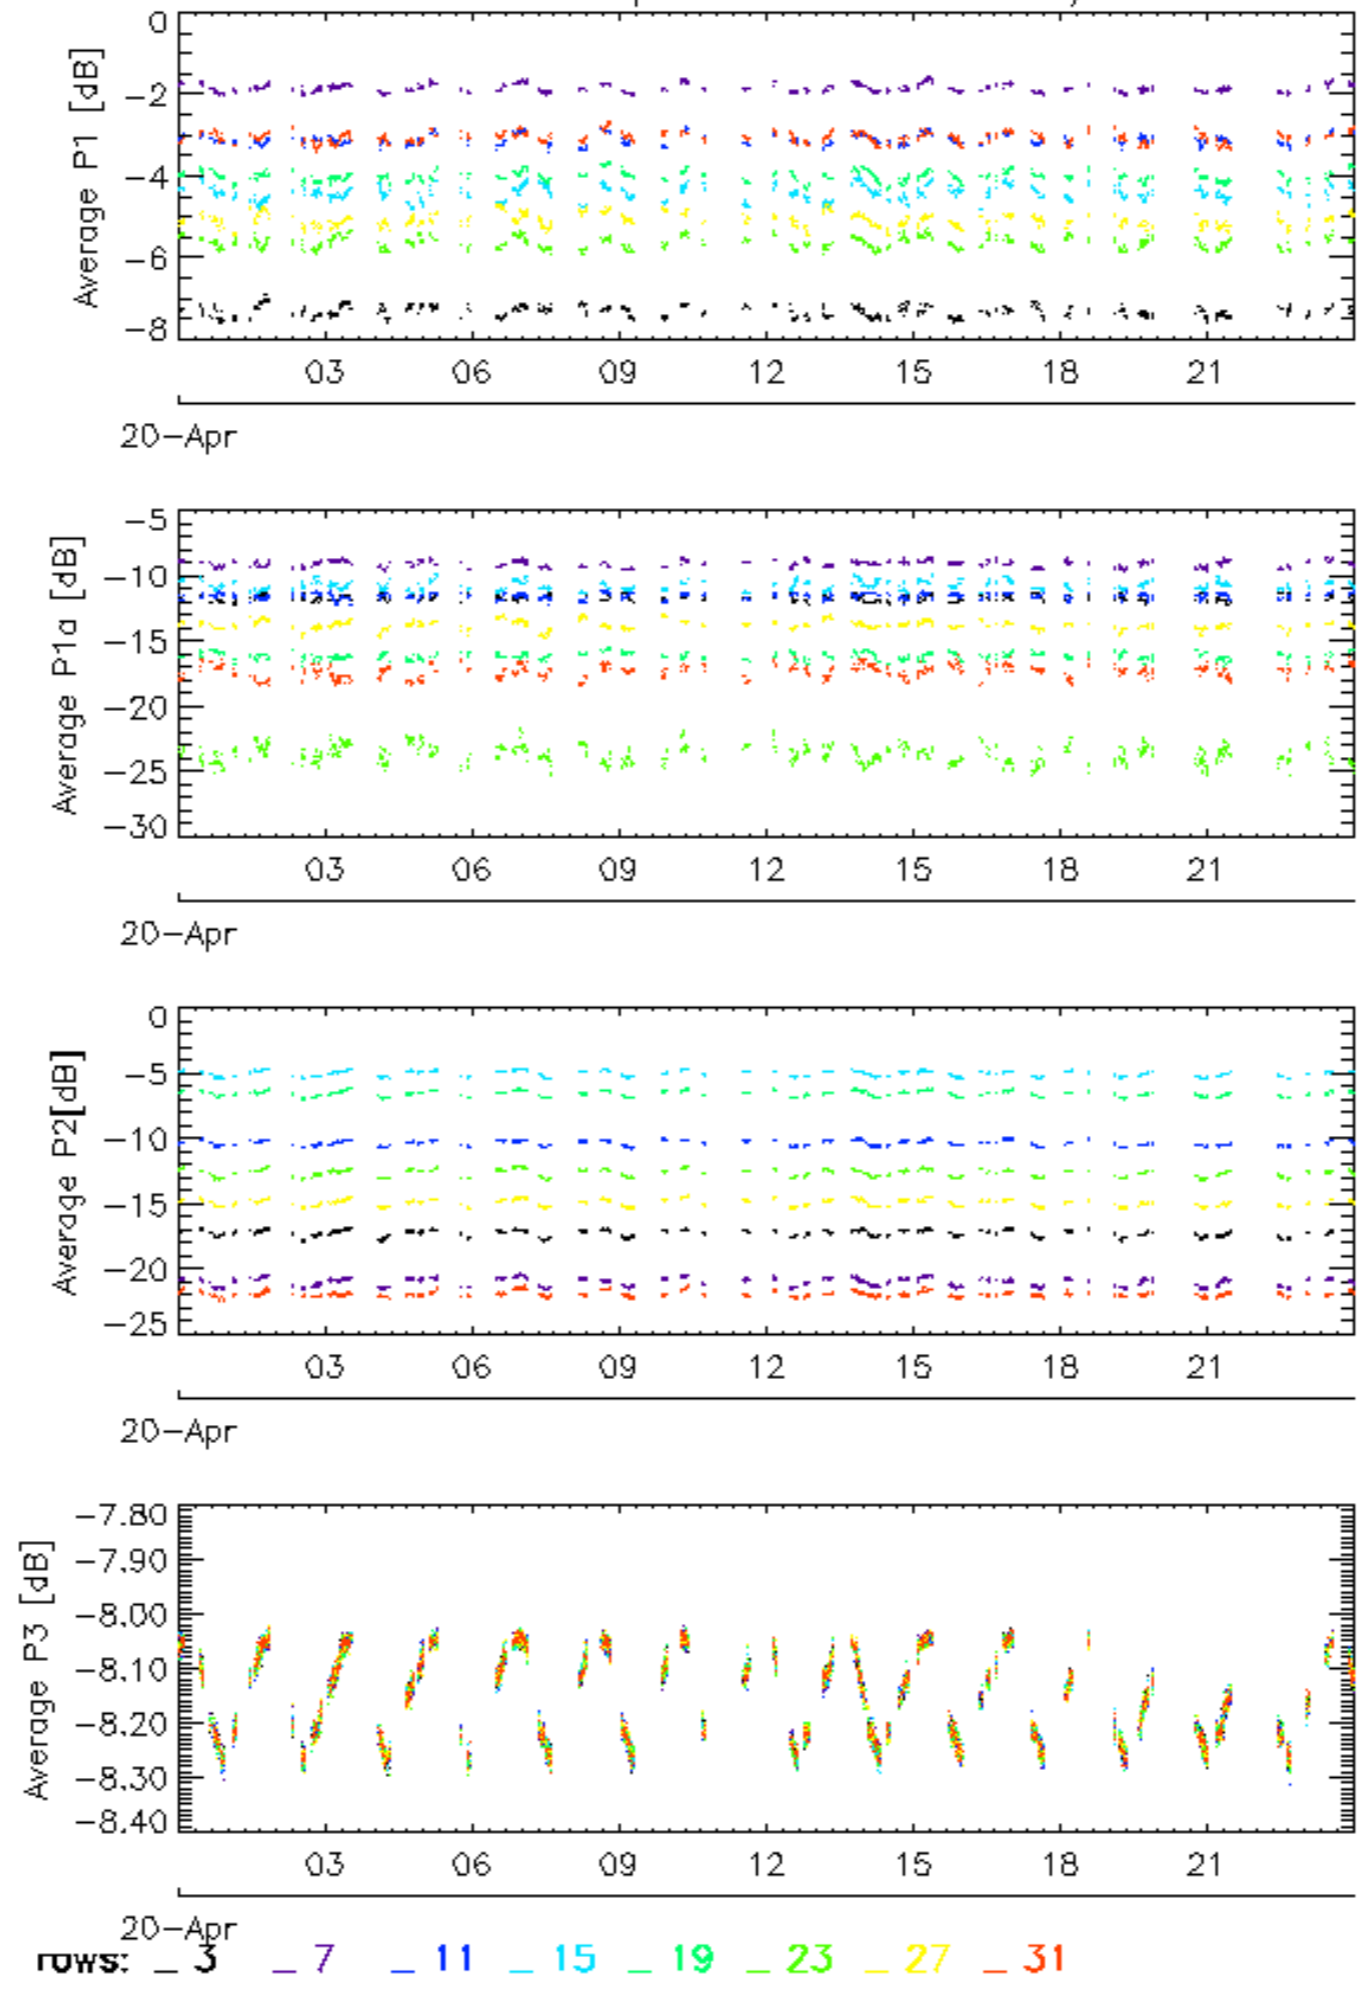 0
−2
−4
−6
−8
Average P1 [dB]
03 06 09 12 15 18 21
20−Apr
−5
−10
−15
−20
−25
−30
Average P1a [dB]
03 06 09 12 15 18 21
20−Apr
0
−5
−10
−15
−20
−25
Average P2[dB]
03 06 09 12 15 18 21
20−Apr
−7.80
−7.90
−8.00
−8.10
−8.20
−8.30
−8.40
Average P3 [dB]
03 06 09 12 15 18 21
20−Apr
rows: _ 3 _ 7 _ 11 _ 15 _ 19 _ 23 _ 27 _ 31